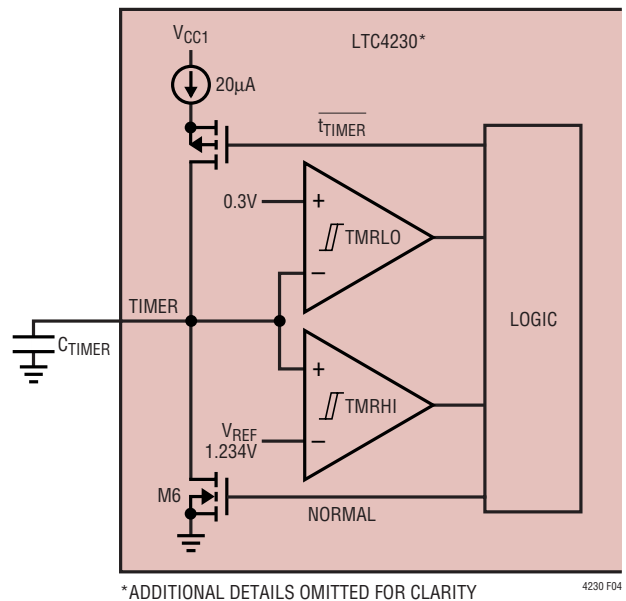 LTC4230*
VCC1
20µA
tTIMER
0.3V
+
TMRLO
−
TIMER
CTIMER
LOGIC
+
TMRHI
VREF
1.234V
−
M6
NORMAL
*ADDITIONAL DETAILS OMITTED FOR CLARITY
4230 F04